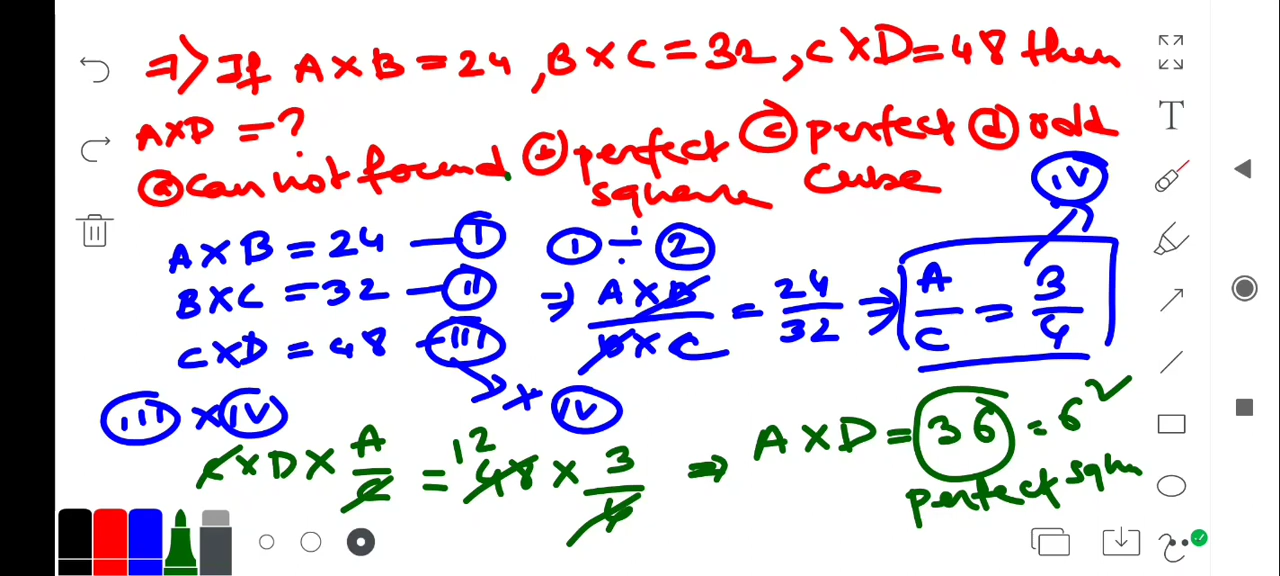 => If A X B = 24, B X C = 32, C X D = 48 then
A X D = ?
(a) can not found (b) perfect square (c) perfect cube (d) odd
A X B = 24 — I
B X C = 32 — II
C X D = 48 — III
1 ÷ 2
=> A X B / B X C = 24 / 32 => A / C = 3 / 4
IV
X IV
III X IV
C X D X A / C = 12 48 X 3 / 4 => A X D = 36 = 6²
perfect squ
T